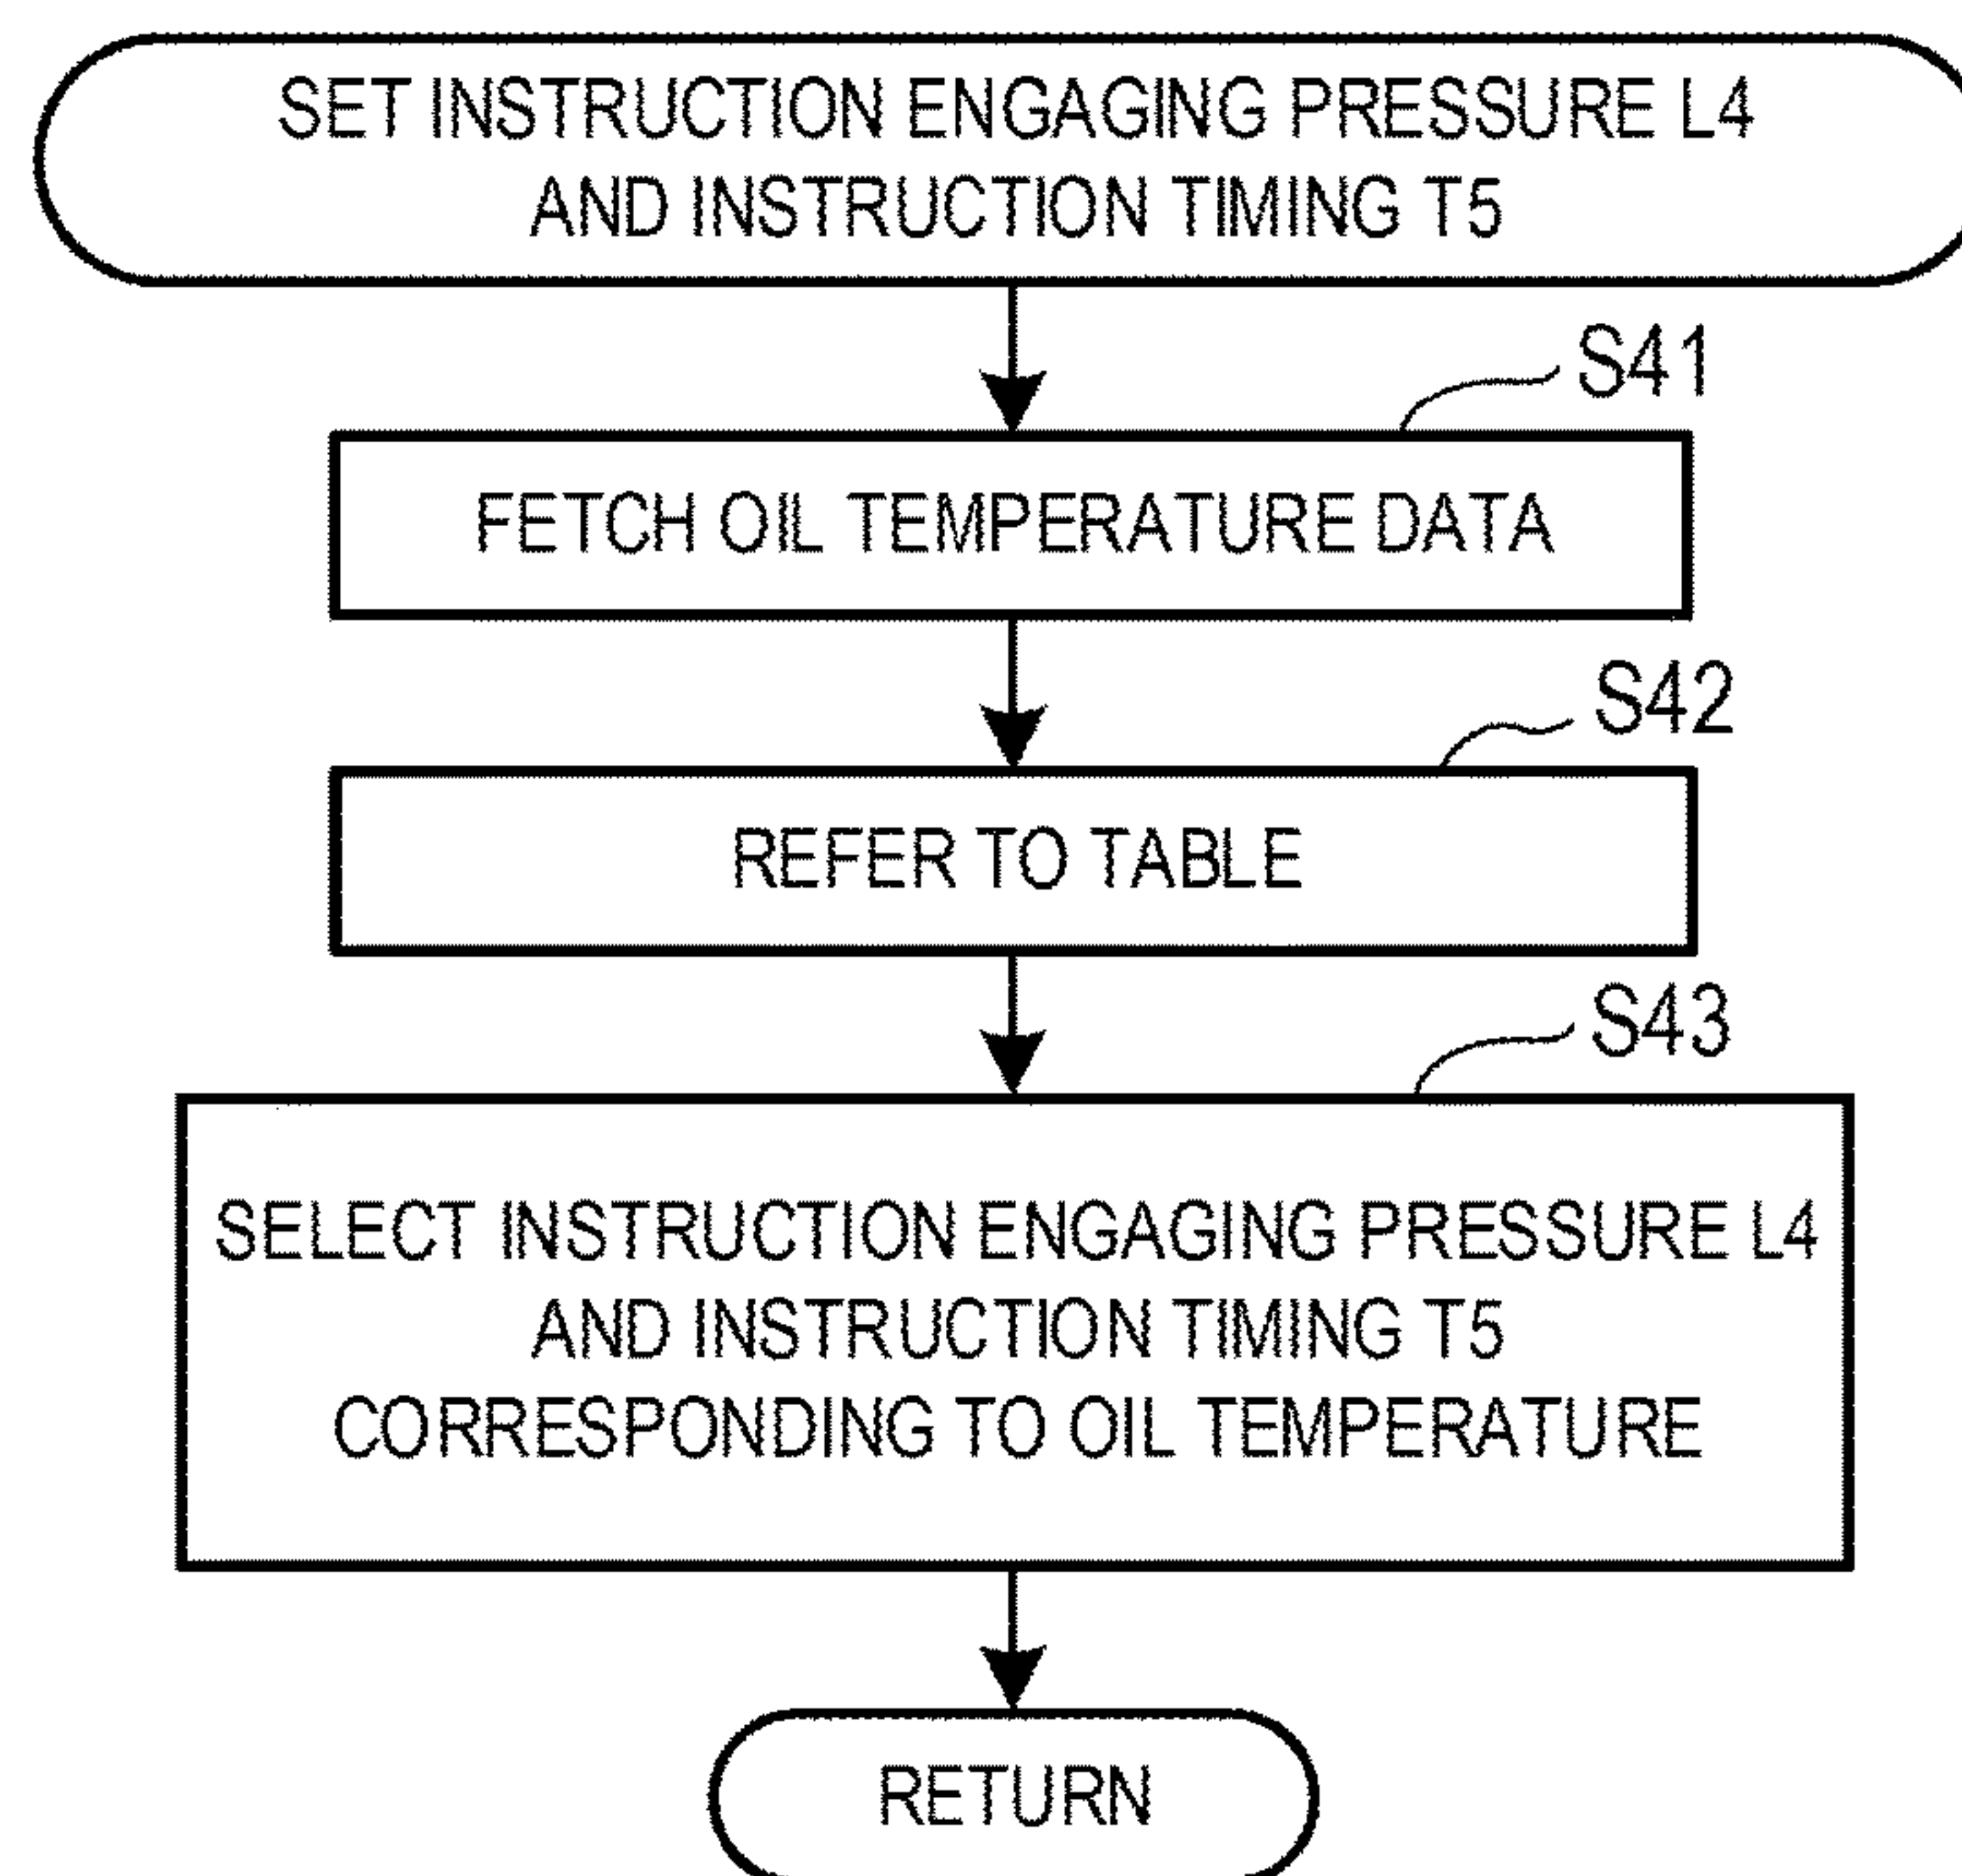 SET INSTRUCTION ENGAGING PRESSURE L4
AND INSTRUCTION TIMING T5
S41
FETCH OIL TEMPERATURE DATA
S42
REFER TO TABLE
S43
SELECT INSTRUCTION ENGAGING PRESSURE L4
AND INSTRUCTION TIMING T5
CORRESPONDING TO OIL TEMPERATURE
RETURN